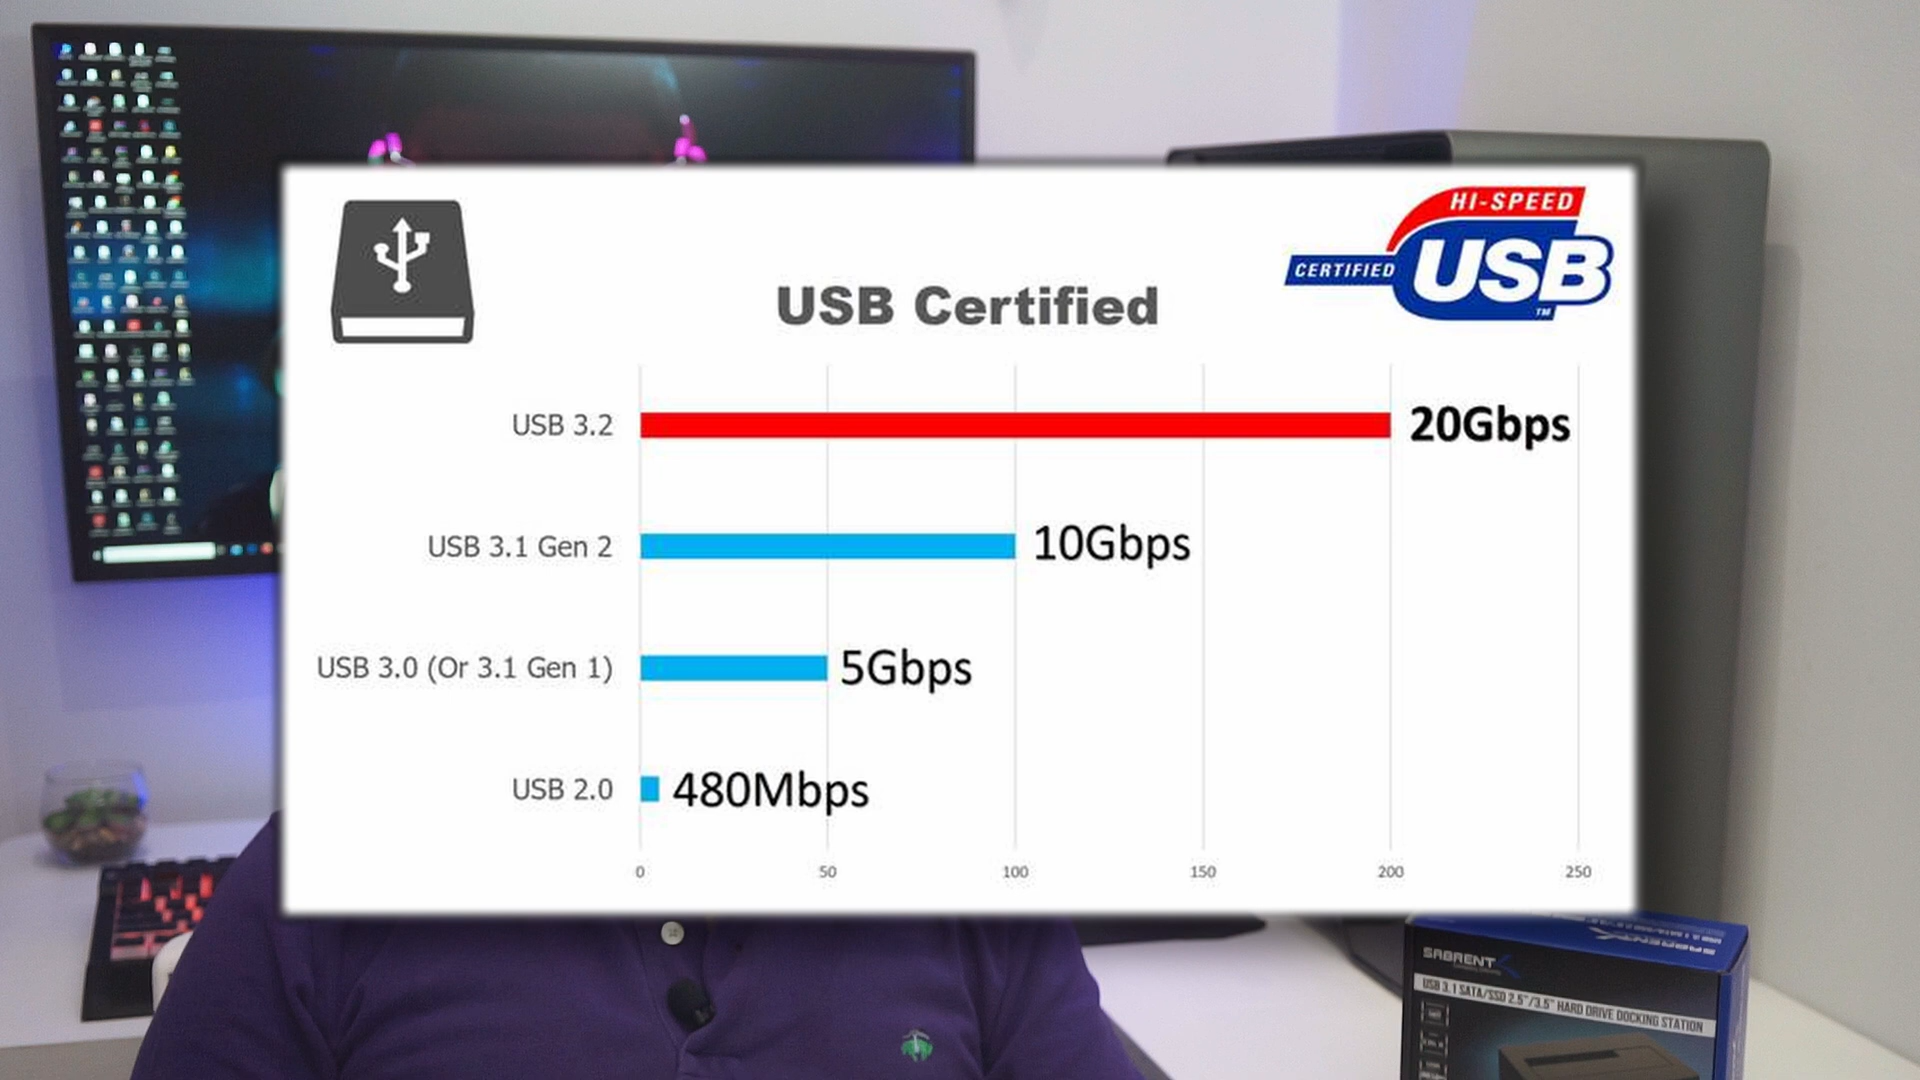 HI-SPEED
CERTIFIED USB TM
USB Certified
USB 3.2 20Gbps
USB 3.1 Gen 2 10Gbps
USB 3.0 (Or 3.1 Gen 1) 5Gbps
USB 2.0 480Mbps
0 50 100 150 200 250
SABRENT
USB 3.1 SATA/SSD 2.5"/3.5" HARD DRIVE DOCKING STATION